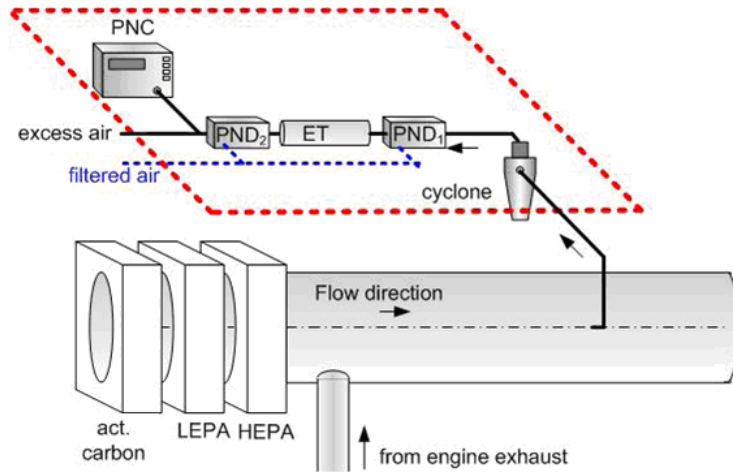 PNC
excess air
PND₂
ET
PND₁
filtered air
cyclone
Flow direction
act.
carbon
LEPA
HEPA
from engine exhaust